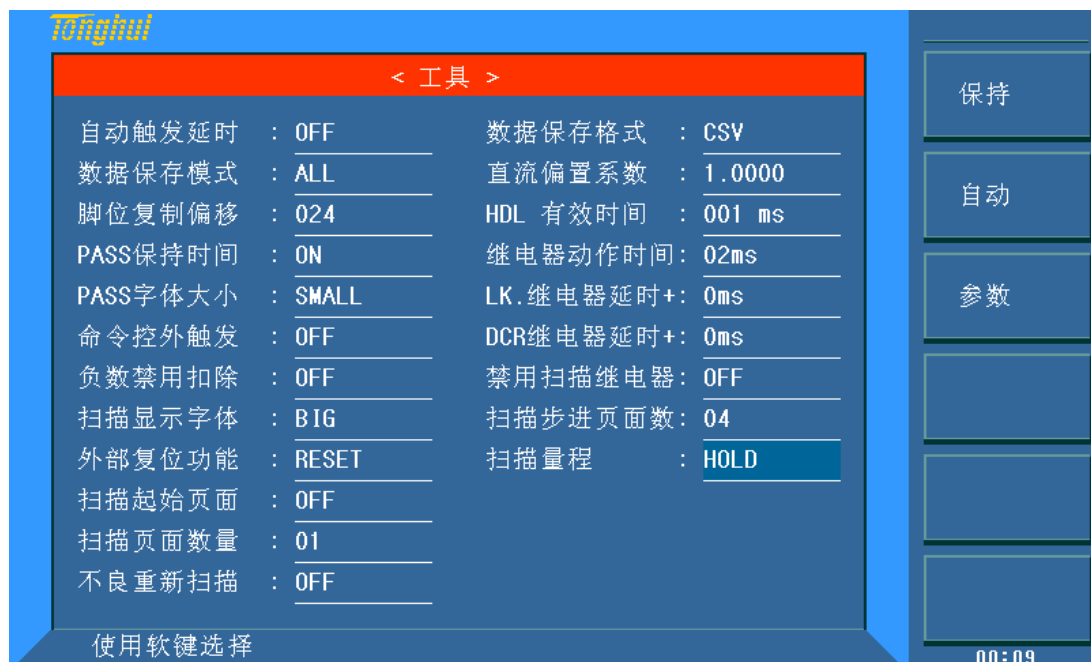 Tonghui
< 工具 >
自动触发延时 : OFF 数据保存格式 : CSV
数据保存模式 : ALL 直流偏置系数 : 1.0000
脚位复制偏移 : 024 HDL 有效时间 : 001 ms
PASS保持时间 : ON 继电器动作时间: 02ms
PASS字体大小 : SMALL LK.继电器延时+: 0ms
命令控外触发 : OFF DCR继电器延时+: 0ms
负数禁用扣除 : OFF 禁用扫描继电器: OFF
扫描显示字体 : BIG 扫描步进页面数: 04
外部复位功能 : RESET 扫描量程 : HOLD
扫描起始页面 : OFF
扫描页面数量 : 01
不良重新扫描 : OFF
使用软键选择
保持
自动
参数
00:09